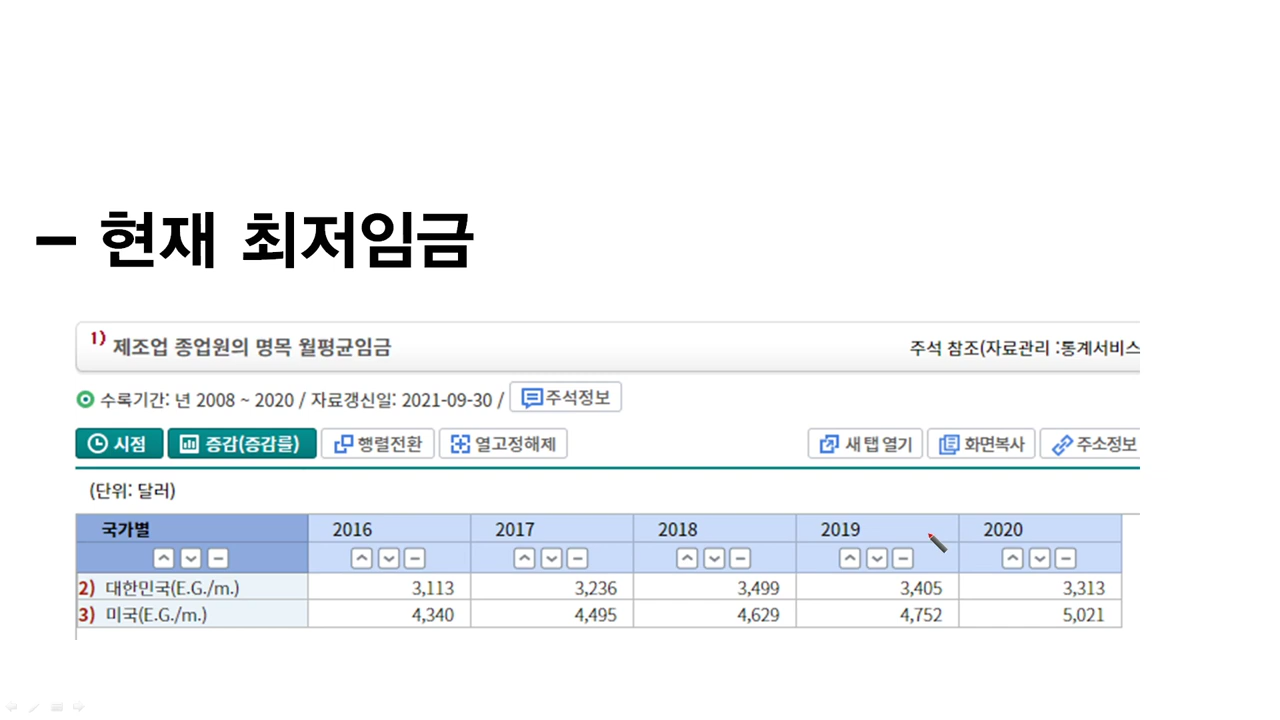 – 현재 최저임금
1) 제조업 종업원의 명목 월평균임금 주석 참조(자료관리 :통계서비스
수록기간: 년 2008 ~ 2020 / 자료갱신일: 2021-09-30 / 주석정보
시점 증감(증감률) 행렬전환 열고정해제 새 탭 열기 화면복사 주소정보
(단위: 달러)
국가별 2016 2017 2018 2019 2020
2) 대한민국(E.G./m.) 3,113 3,236 3,499 3,405 3,313
3) 미국(E.G./m.) 4,340 4,495 4,629 4,752 5,021